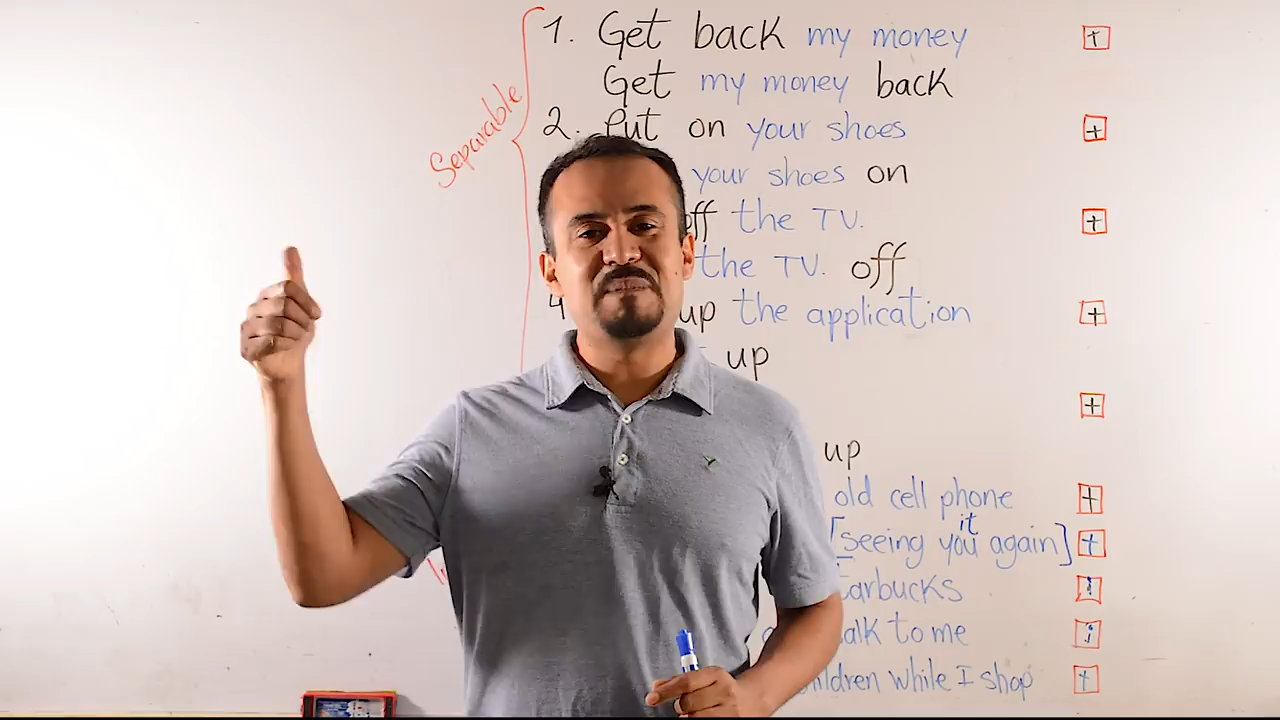 1. Get back my money +
Get my money back
Separable
2. Put on your shoes +
your shoes on
off the TV. +
the TV. off
4 up the application +
up
+
up
old cell phone +
it
[seeing you again] +
tarbucks i
talk to me i
children while I shop +